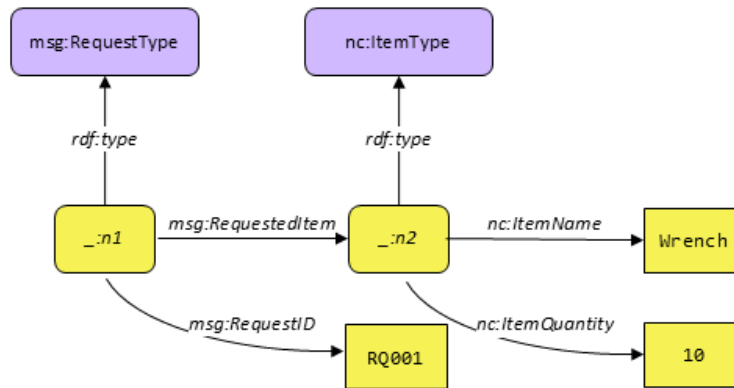 msg:RequestType
nc:ItemType
rdf:type
rdf:type
_:n1
msg:RequestedItem
_:n2
nc:ItemName
Wrench
msg:RequestID
RQ001
nc:ItemQuantity
10